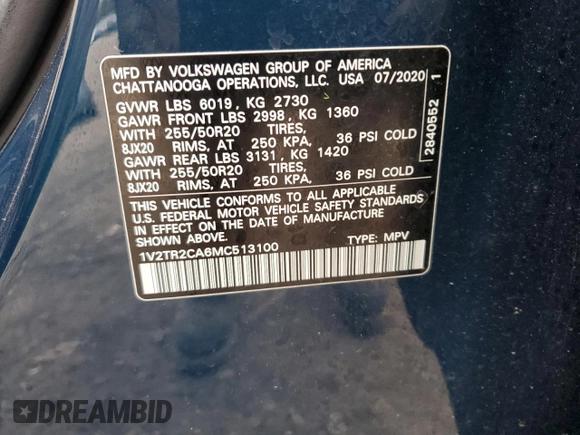 MFD BY VOLKSWAGEN GROUP OF AMERICA
CHATTANOOGA OPERATIONS, LLC. USA 07/2020
GVWR LBS 6019, KG 2730
GAWR FRONT LBS 2998, KG 1360
WITH 255/50R20 TIRES,
8JX20 RIMS, AT 250 KPA, 36 PSI COLD
GAWR REAR LBS 3131, KG 1420
WITH 255/50R20 TIRES,
8JX20 RIMS, AT 250 KPA, 36 PSI COLD
THIS VEHICLE CONFORMS TO ALL APPLICABLE
U.S. FEDERAL MOTOR VEHICLE SAFETY STANDARDS
IN EFFECT ON THE DATE OF MANUFACTURE
SHOWN ABOVE.
1V2TR2CA6MC513100 TYPE: MPV
2840552 1
DREAMBID